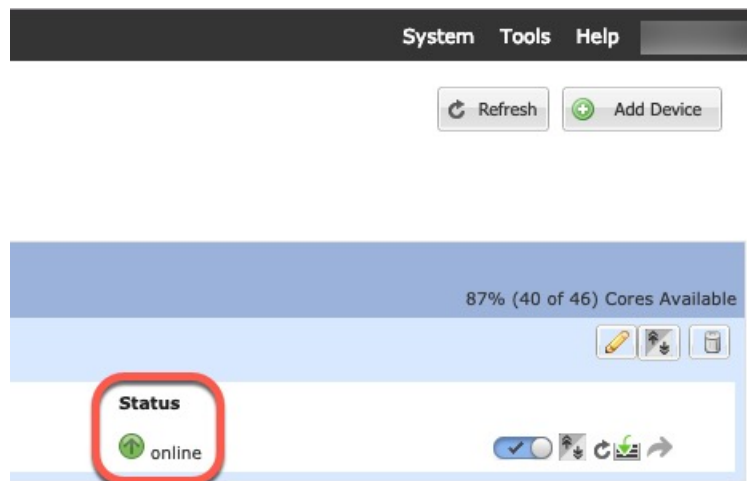 System Tools Help
Refresh Add Device
87% (40 of 46) Cores Available
Status
online